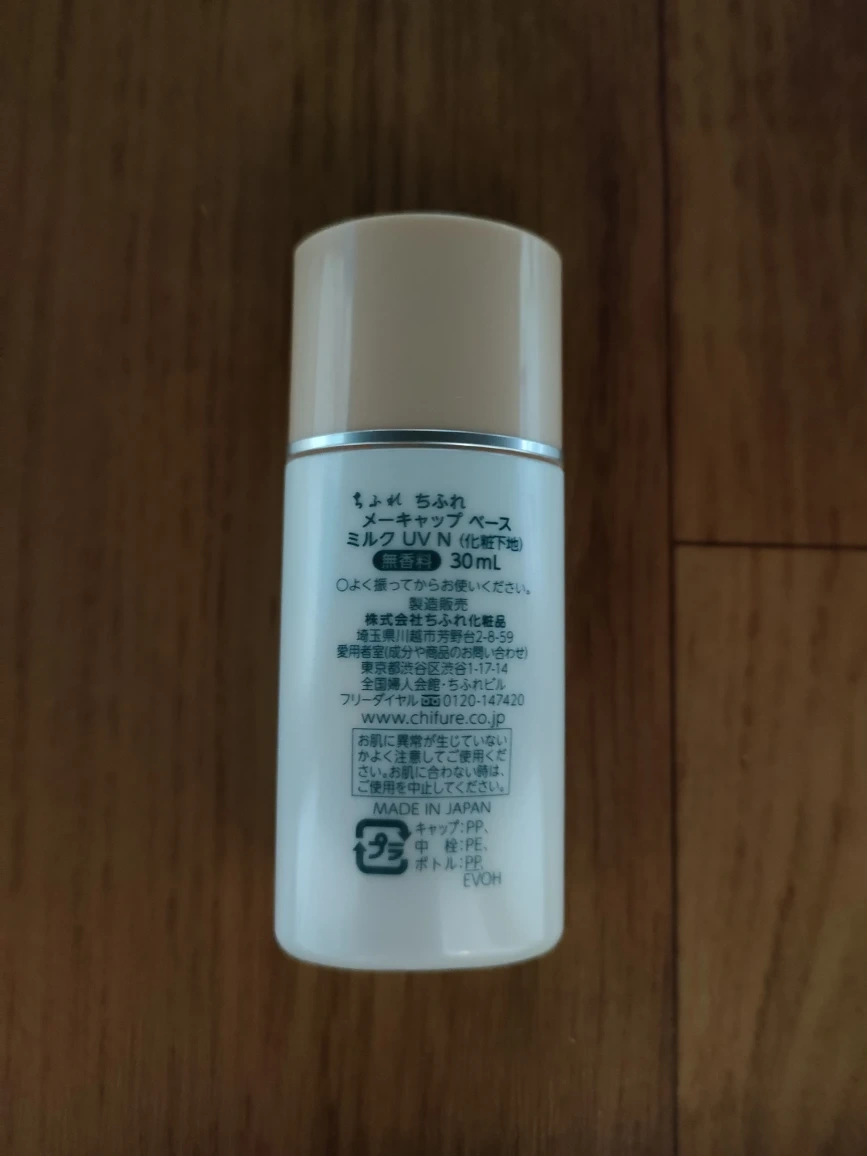 ちふれ ちふれ
メーキャップ ベース
ミルク UV N (化粧下地)
無香料 30mL
○よく振ってからお使いください。
製造販売
株式会社ちふれ化粧品
埼玉県川越市芳野台2-8-59
愛用者室(成分や商品のお問い合わせ)
東京都渋谷区渋谷1-17-14
全国婦人会館・ちふれビル
フリーダイヤル 0120-147420
www.chifure.co.jp
お肌に異常が生じていない
かよく注意してご使用くだ
さい。お肌に合わない時は、
ご使用を中止してください。
MADE IN JAPAN
プラ
キャップ:PP、
中 栓:PE、
ボトル:PP,
EVOH